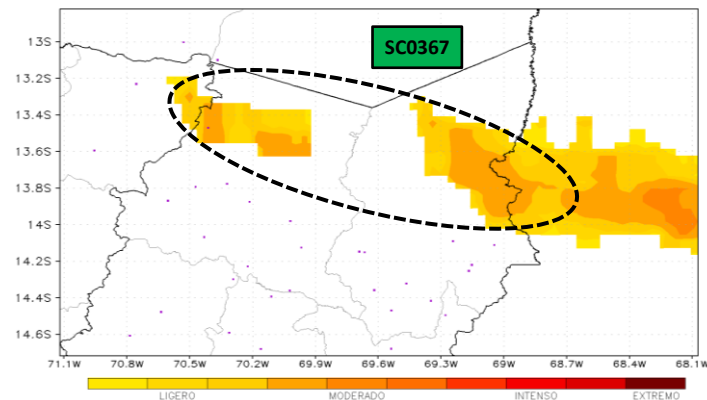 SC0367
13S
13.2S
13.4S
13.6S
13.8S
14S
14.2S
14.4S
14.6S
71.1W 70.8W 70.5W 70.2W 69.9W 69.6W 69.3W 69W 68.7W 68.4W 68.1W
LIGERO MODERADO INTENSO EXTREMO